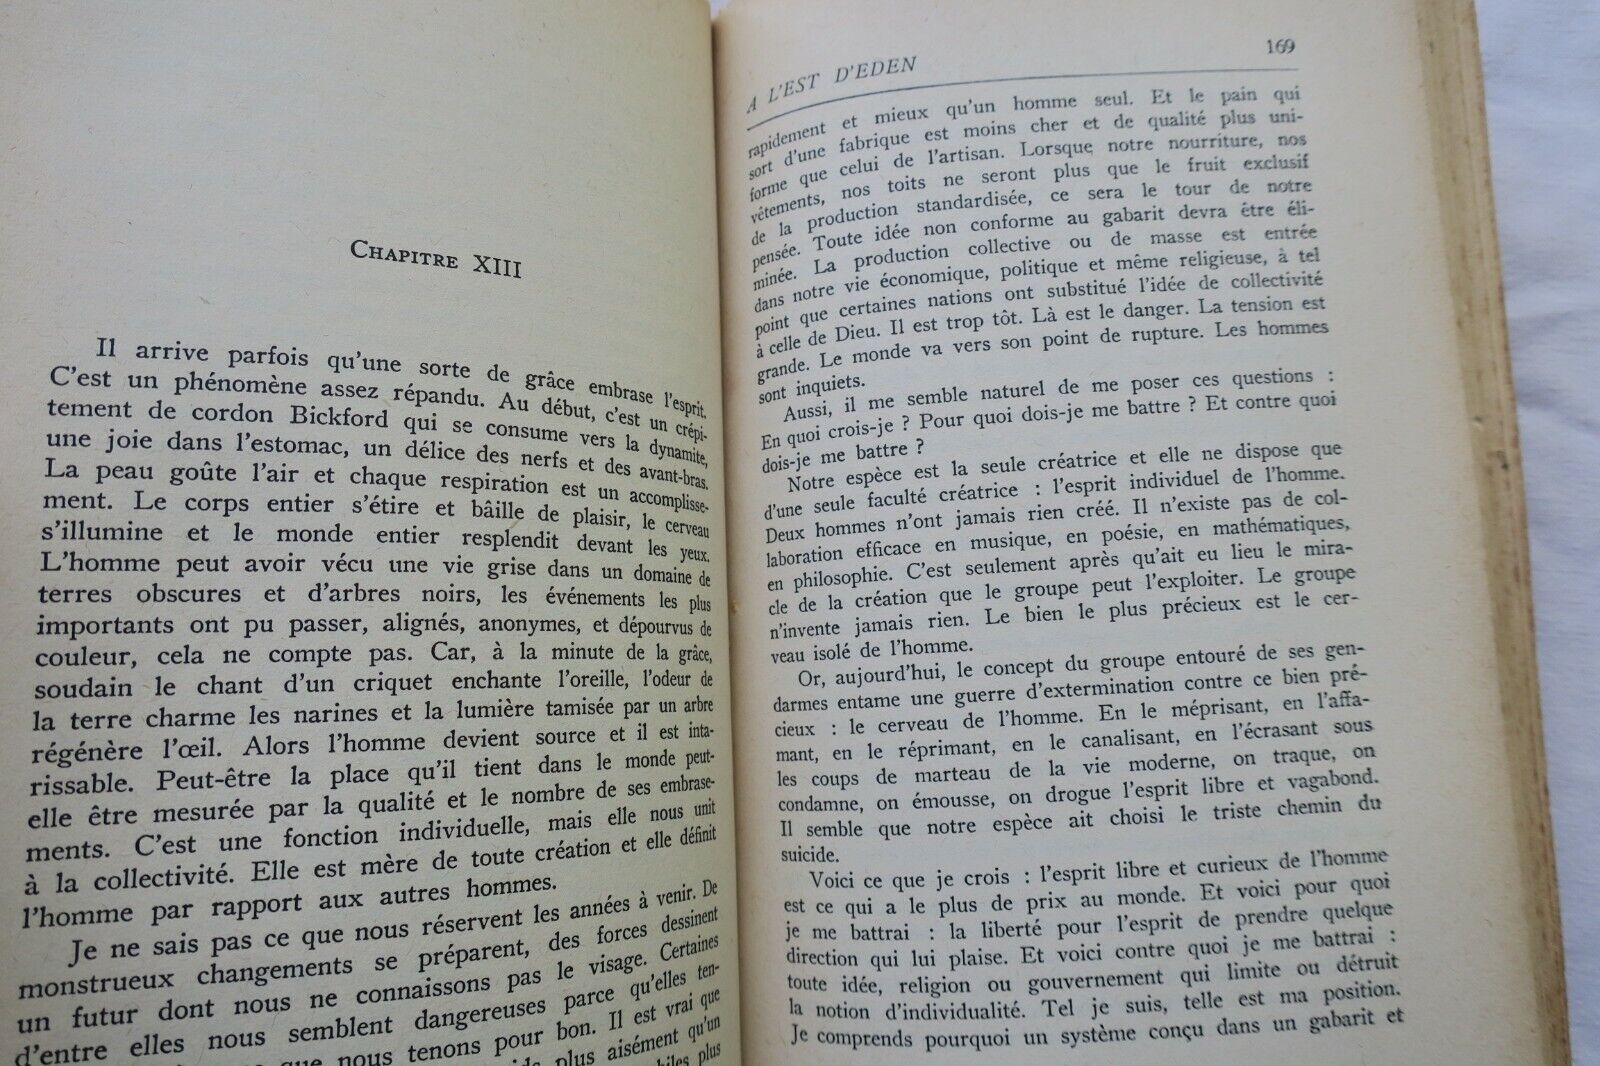 CHAPITRE XIII
Il arrive parfois qu'une sorte de grâce embrase l'esprit.
C'est un phénomène assez répandu. Au début, c'est un crépi-
tement de cordon Bickford qui se consume vers la dynamite,
une joie dans l'estomac, un délice des nerfs et des avant-bras.
La peau goûte l'air et chaque respiration est un accomplisse-
ment. Le corps entier s'étire et bâille de plaisir, le cerveau
s'illumine et le monde entier resplendit devant les yeux.
L'homme peut avoir vécu une vie grise dans un domaine de
terres obscures et d'arbres noirs, les événements les plus
importants ont pu passer, alignés, anonymes, et dépourvus de
couleur, cela ne compte pas. Car, à la minute de la grâce,
soudain le chant d'un criquet enchante l'oreille, l'odeur de
la terre charme les narines et la lumière tamisée par un arbre
régénère l'œil. Alors l'homme devient source et il est inta-
rissable. Peut-être la place qu'il tient dans le monde peut-
elle être mesurée par la qualité et le nombre de ses embrase-
ments. C'est une fonction individuelle, mais elle nous unit
à la collectivité. Elle est mère de toute création et elle définit
l'homme par rapport aux autres hommes.
Je ne sais pas ce que nous réservent les années à venir. De
monstrueux changements se préparent, des forces dessinent
un futur dont nous ne connaissons pas le visage. Certaines
d'entre elles nous semblent dangereuses parce qu'elles ten-
que nous tenons pour bon. Il est vrai que
plus aisément qu'un
plus
A L'EST D'EDEN 169
rapidement et mieux qu'un homme seul. Et le pain qui
sort d'une fabrique est moins cher et de qualité plus uni-
forme que celui de l'artisan. Lorsque notre nourriture, nos
vêtements, nos toits ne seront plus que le fruit exclusif
de la production standardisée, ce sera le tour de notre
pensée. Toute idée non conforme au gabarit devra être éli-
minée. La production collective ou de masse est entrée
dans notre vie économique, politique et même religieuse, à tel
point que certaines nations ont substitué l'idée de collectivité
à celle de Dieu. Il est trop tôt. Là est le danger. La tension est
grande. Le monde va vers son point de rupture. Les hommes
sont inquiets.
Aussi, il me semble naturel de me poser ces questions :
En quoi crois-je ? Pour quoi dois-je me battre ? Et contre quoi
dois-je me battre ?
Notre espèce est la seule créatrice et elle ne dispose que
d'une seule faculté créatrice : l'esprit individuel de l'homme.
Deux hommes n'ont jamais rien créé. Il n'existe pas de col-
laboration efficace en musique, en poésie, en mathématiques,
en philosophie. C'est seulement après qu'ait eu lieu le mira-
cle de la création que le groupe peut l'exploiter. Le groupe
n'invente jamais rien. Le bien le plus précieux est le cer-
veau isolé de l'homme.
Or, aujourd'hui, le concept du groupe entouré de ses gen-
darmes entame une guerre d'extermination contre ce bien pré-
cieux : le cerveau de l'homme. En le méprisant, en l'affa-
mant, en le réprimant, en le canalisant, en l'écrasant sous
les coups de marteau de la vie moderne, on traque, on
condamne, on émousse, on drogue l'esprit libre et vagabond.
Il semble que notre espèce ait choisi le triste chemin du
suicide.
Voici ce que je crois : l'esprit libre et curieux de l'homme
est ce qui a le plus de prix au monde. Et voici pour quoi
je me battrai : la liberté pour l'esprit de prendre quelque
direction qui lui plaise. Et voici contre quoi je me battrai :
toute idée, religion ou gouvernement qui limite ou détruit
la notion d'individualité. Tel je suis, telle est ma position.
Je comprends pourquoi un système conçu dans un gabarit et